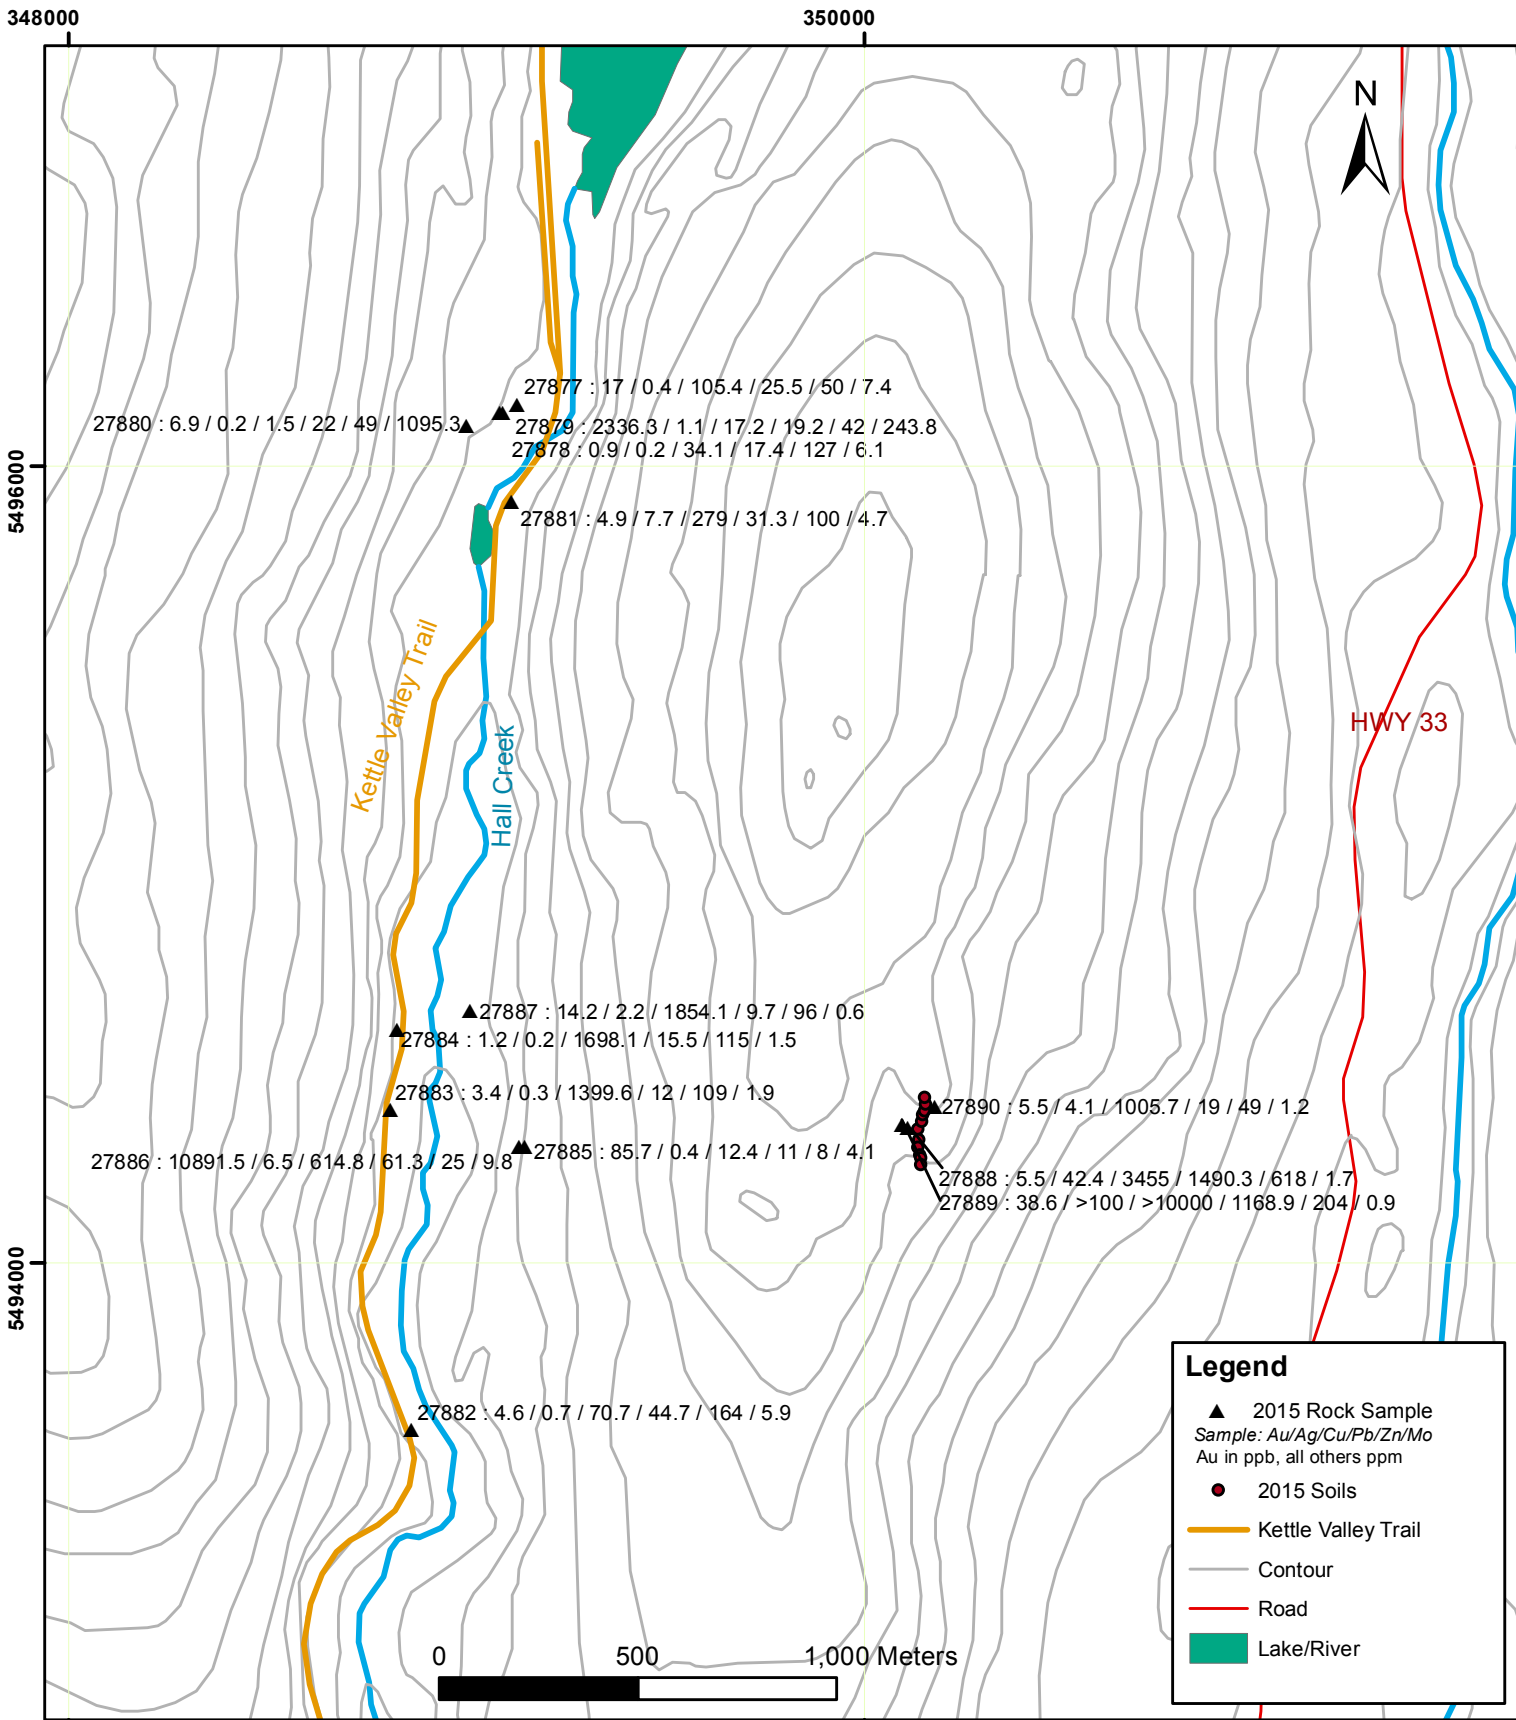 348000
350000
N
27877 : 17 / 0.4 / 105.4 / 25.5 / 50 / 7.4
27880 : 6.9 / 0.2 / 1.5 / 22 / 49 / 1095.3
27879 : 2336.3 / 1.1 / 17.2 / 19.2 / 42 / 243.8
27878 : 0.9 / 0.2 / 34.1 / 17.4 / 127 / 6.1
5496000
27881 : 4.9 / 7.7 / 279 / 31.3 / 100 / 4.7
Kettle Valley Trail
Hall Creek
HWY 33
27887 : 14.2 / 2.2 / 1854.1 / 9.7 / 96 / 0.6
27884 : 1.2 / 0.2 / 1698.1 / 15.5 / 115 / 1.5
27883 : 3.4 / 0.3 / 1399.6 / 12 / 109 / 1.9
27890 : 5.5 / 4.1 / 1005.7 / 19 / 49 / 1.2
27886 : 10891.5 / 6.5 / 614.8 / 61.3 / 25 / 9.8
27885 : 85.7 / 0.4 / 12.4 / 11 / 8 / 4.1
27888 : 5.5 / 42.4 / 3455 / 1490.3 / 618 / 1.7
27889 : 38.6 / >100 / >10000 / 1168.9 / 204 / 0.9
5494000
27882 : 4.6 / 0.7 / 70.7 / 44.7 / 164 / 5.9
Legend
2015 Rock Sample
Sample: Au/Ag/Cu/Pb/Zn/Mo
Au in ppb, all others ppm
2015 Soils
Kettle Valley Trail
Contour
Road
Lake/River
0 500 1,000 Meters